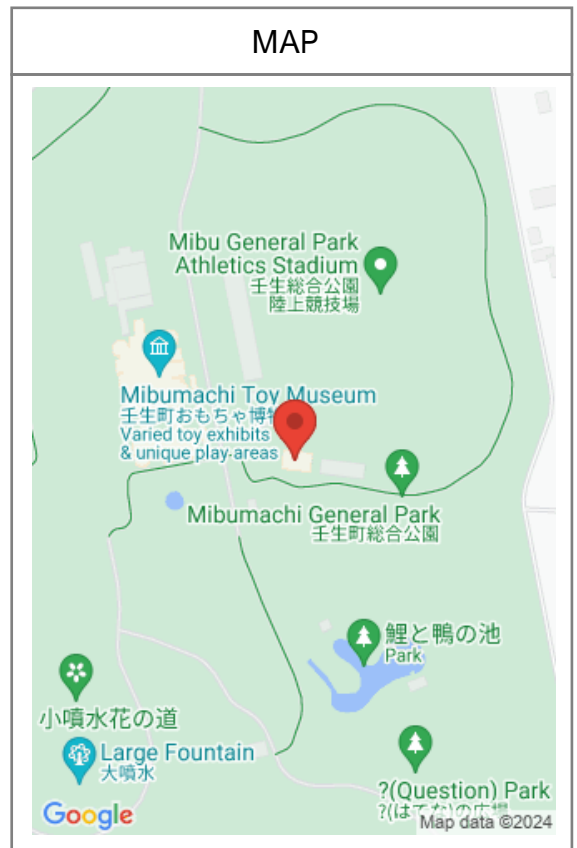 MAP
Mibu General Park
Athletics Stadium
壬生総合公園
陸上競技場
Mibumachi Toy Museum
壬生町おもちゃ博物
Varied toy exhibits
& unique play areas
Mibumachi General Park
壬生町総合公園
鯉と鴨の池
Park
小噴水花の道
Large Fountain
大噴水
?(Question) Park
?(はてな)の広場
Google
Map data ©2024